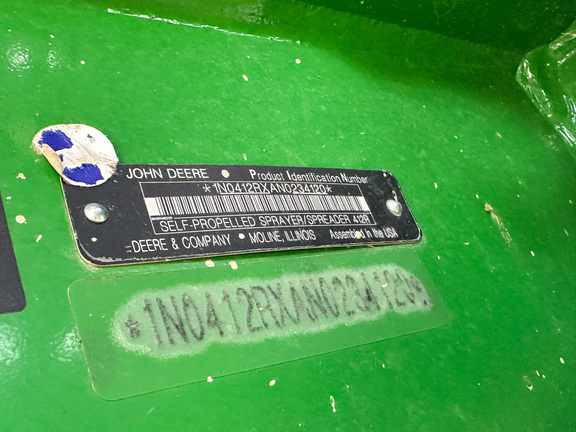 JOHN DEERE Product Identification Number
*1N0412RXAN0234120*
SELF-PROPELLED SPRAYER/SPREADER 412R
DEERE & COMPANY • MOLINE, ILLINOIS Assembled in the USA
*1N0412RXAN0234120*